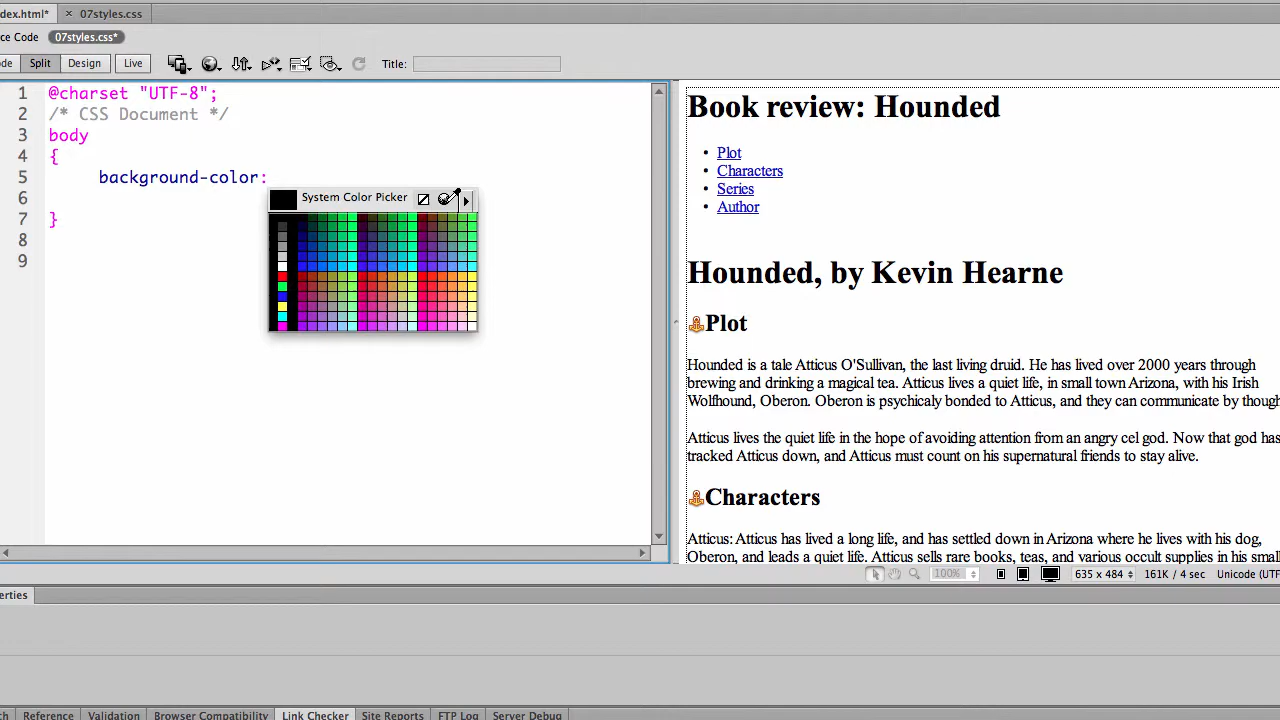 dex.html* × 07styles.css
ce Code 07styles.css*
de Split Design Live Title:
1 @charset "UTF-8";
2 /* CSS Document */
3 body
4 {
5 background-color:
6
7 }
8
9
System Color Picker
Book review: Hounded
• Plot
• Characters
• Series
• Author
Hounded, by Kevin Hearne
Plot
Hounded is a tale Atticus O'Sullivan, the last living druid. He has lived over 2000 years through
brewing and drinking a magical tea. Atticus lives a quiet life, in small town Arizona, with his Irish
Wolfhound, Oberon. Oberon is psychicaly bonded to Atticus, and they can communicate by though
Atticus lives the quiet life in the hope of avoiding attention from an angry cel god. Now that god has
tracked Atticus down, and Atticus must count on his supernatural friends to stay alive.
Characters
Atticus: Atticus has lived a long life, and has settled down in Arizona where he lives with his dog,
Oberon, and leads a quiet life. Atticus sells rare books, teas, and various occult supplies in his small
100% 635 x 484 161K / 4 sec Unicode (UTF
erties
ch Reference Validation Browser Compatibility Link Checker Site Reports FTP Log Server Debug